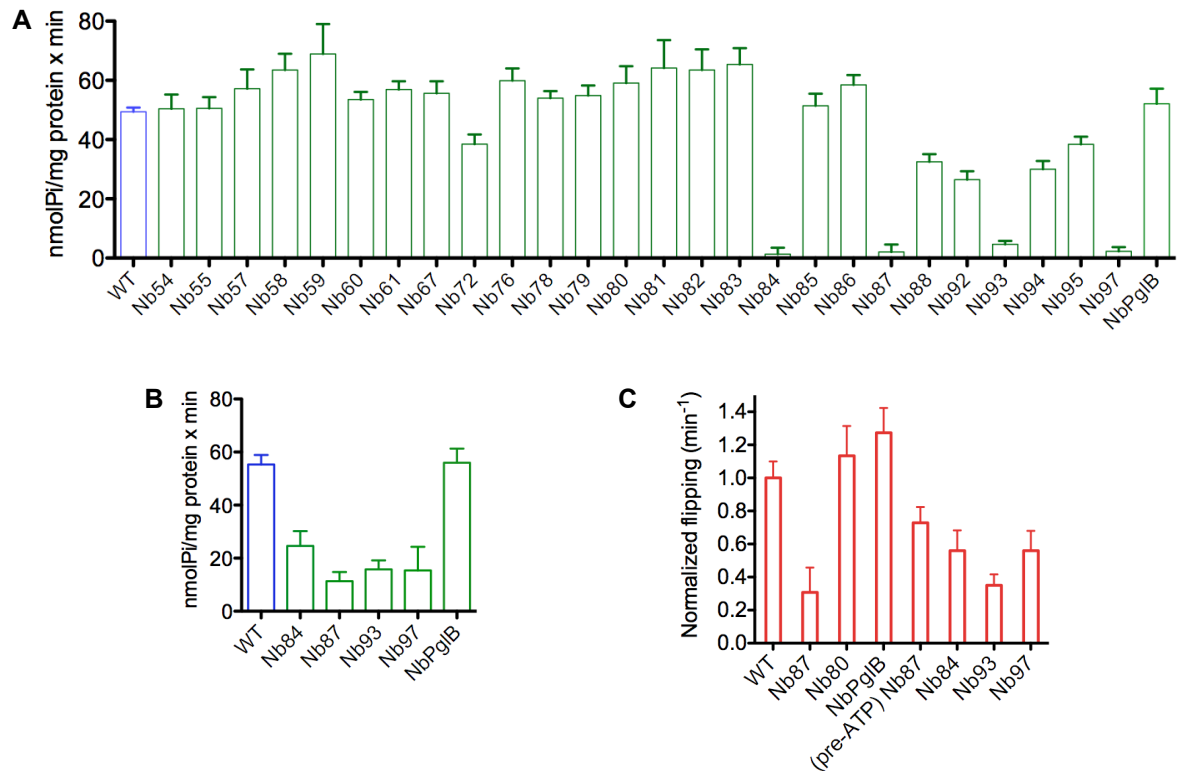 A
nmolPi/mg protein x min
80
60
40
20
0
WT
Nb54
Nb55
Nb57
Nb58
Nb59
Nb60
Nb61
Nb67
Nb72
Nb76
Nb78
Nb79
Nb80
Nb81
Nb82
Nb83
Nb84
Nb85
Nb86
Nb87
Nb88
Nb92
Nb93
Nb94
Nb95
Nb97
NbPglB
B
nmolPi/mg protein x min
80
60
40
20
0
WT
Nb84
Nb87
Nb93
Nb97
NbPglB
C
Normalized flipping (min⁻¹)
1.4
1.2
1.0
0.8
0.6
0.4
0.2
0.0
WT
Nb87
Nb80
NbPglB
(pre-ATP) Nb87
Nb84
Nb93
Nb97